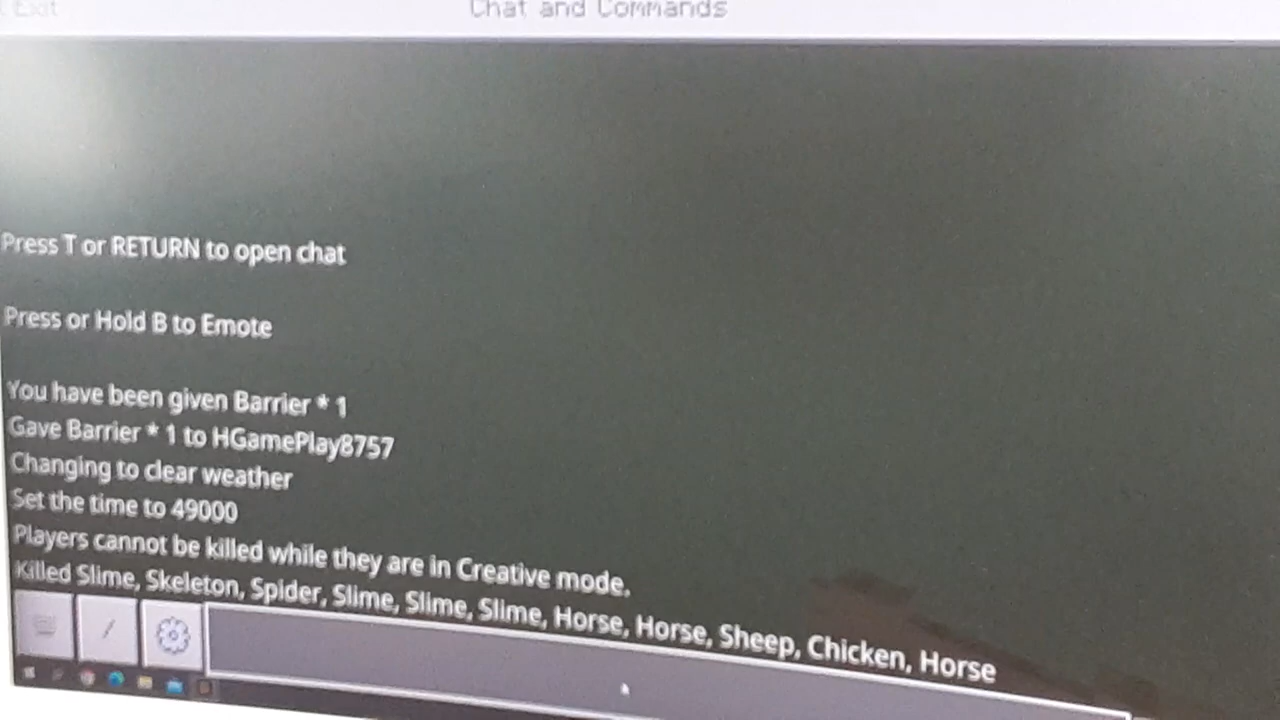 Exit
Chat and Commands
Press T or RETURN to open chat
Press or Hold B to Emote
You have been given Barrier * 1
Gave Barrier * 1 to HGamePlay8757
Changing to clear weather
Set the time to 49000
Players cannot be killed while they are in Creative mode.
Killed Slime, Skeleton, Spider, Slime, Slime, Slime, Horse, Horse, Sheep, Chicken, Horse
/